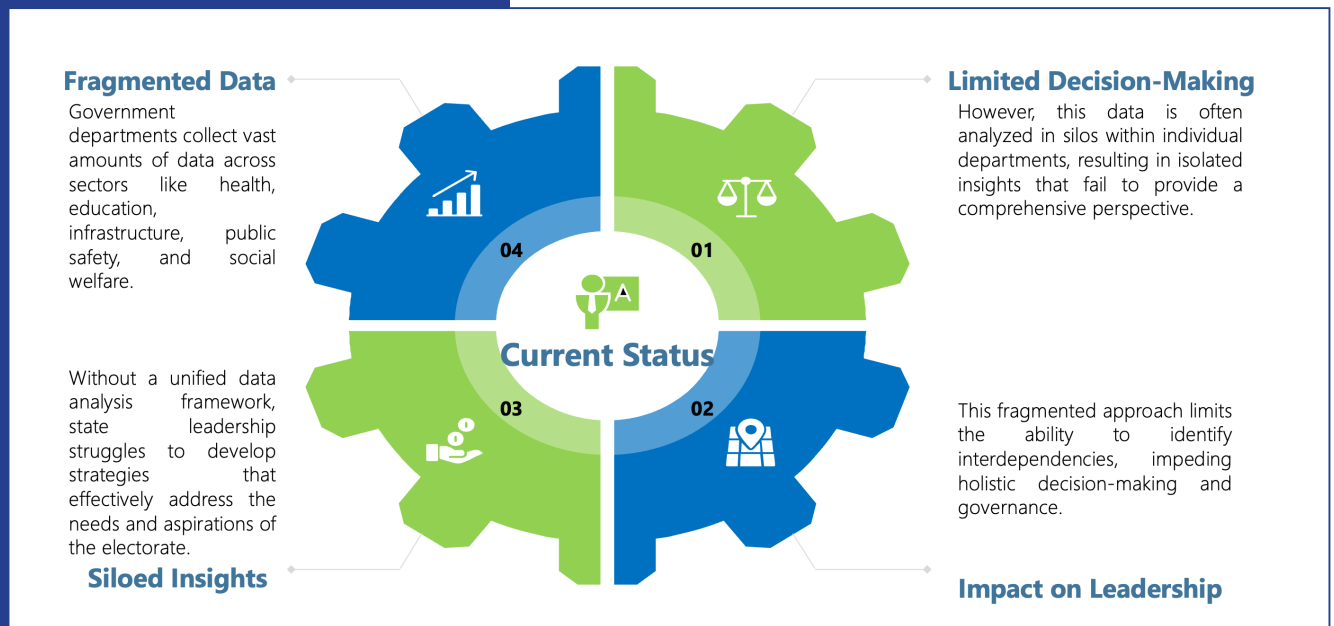 Fragmented Data
Government
departments collect vast
amounts of data across
sectors like health,
education,
infrastructure, public
safety, and social
welfare.
Limited Decision-Making
However, this data is often
analyzed in silos within individual
departments, resulting in isolated
insights that fail to provide a
comprehensive perspective.
04
01
A
Current Status
03
02
Without a unified data
analysis framework,
state leadership
struggles to develop
strategies that
effectively address the
needs and aspirations of
the electorate.
Siloed Insights
This fragmented approach limits
the ability to identify
interdependencies, impeding
holistic decision-making and
governance.
Impact on Leadership